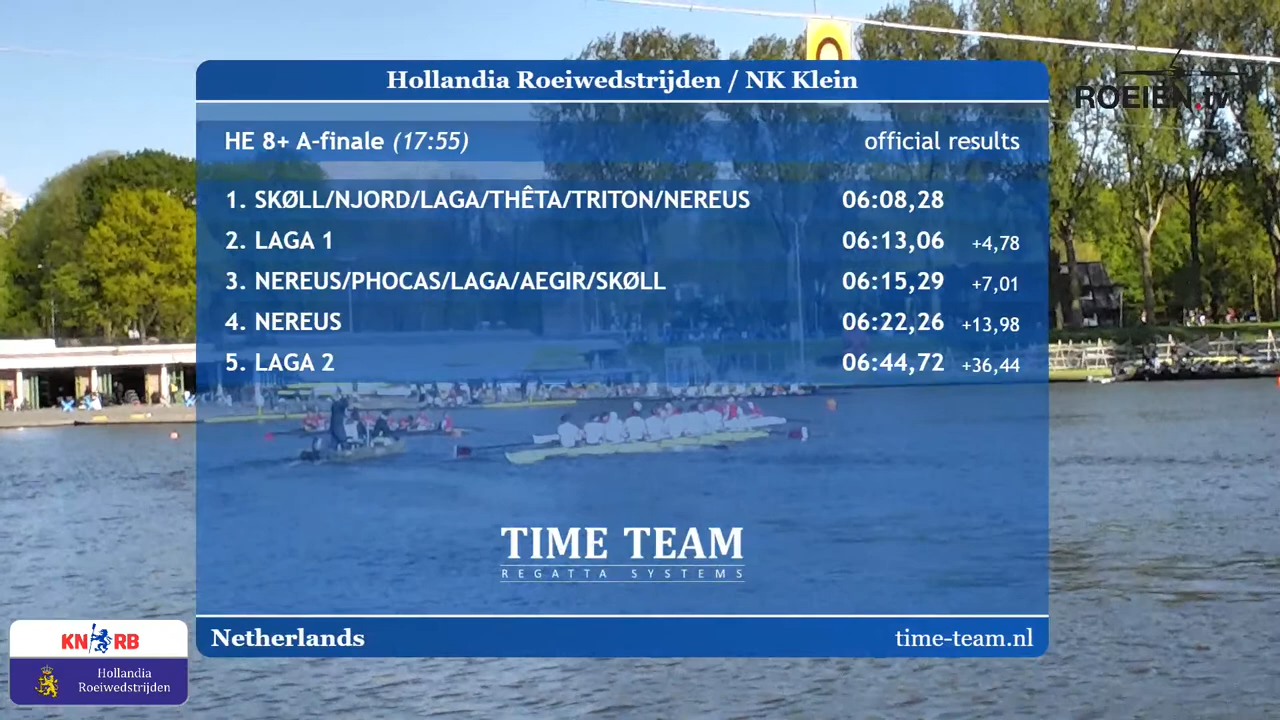 Hollandia Roeiwedstrijden / NK Klein
ROEIEN.tv
HE 8+ A-finale (17:55) official results
1. SKØLL/NJORD/LAGA/THÊTA/TRITON/NEREUS 06:08,28
2. LAGA 1 06:13,06 +4,78
3. NEREUS/PHOCAS/LAGA/AEGIR/SKØLL 06:15,29 +7,01
4. NEREUS 06:22,26 +13,98
5. LAGA 2 06:44,72 +36,44
TIME TEAM
REGATTA SYSTEMS
Netherlands time-team.nl
KNRB
Hollandia
Roeiwedstrijden